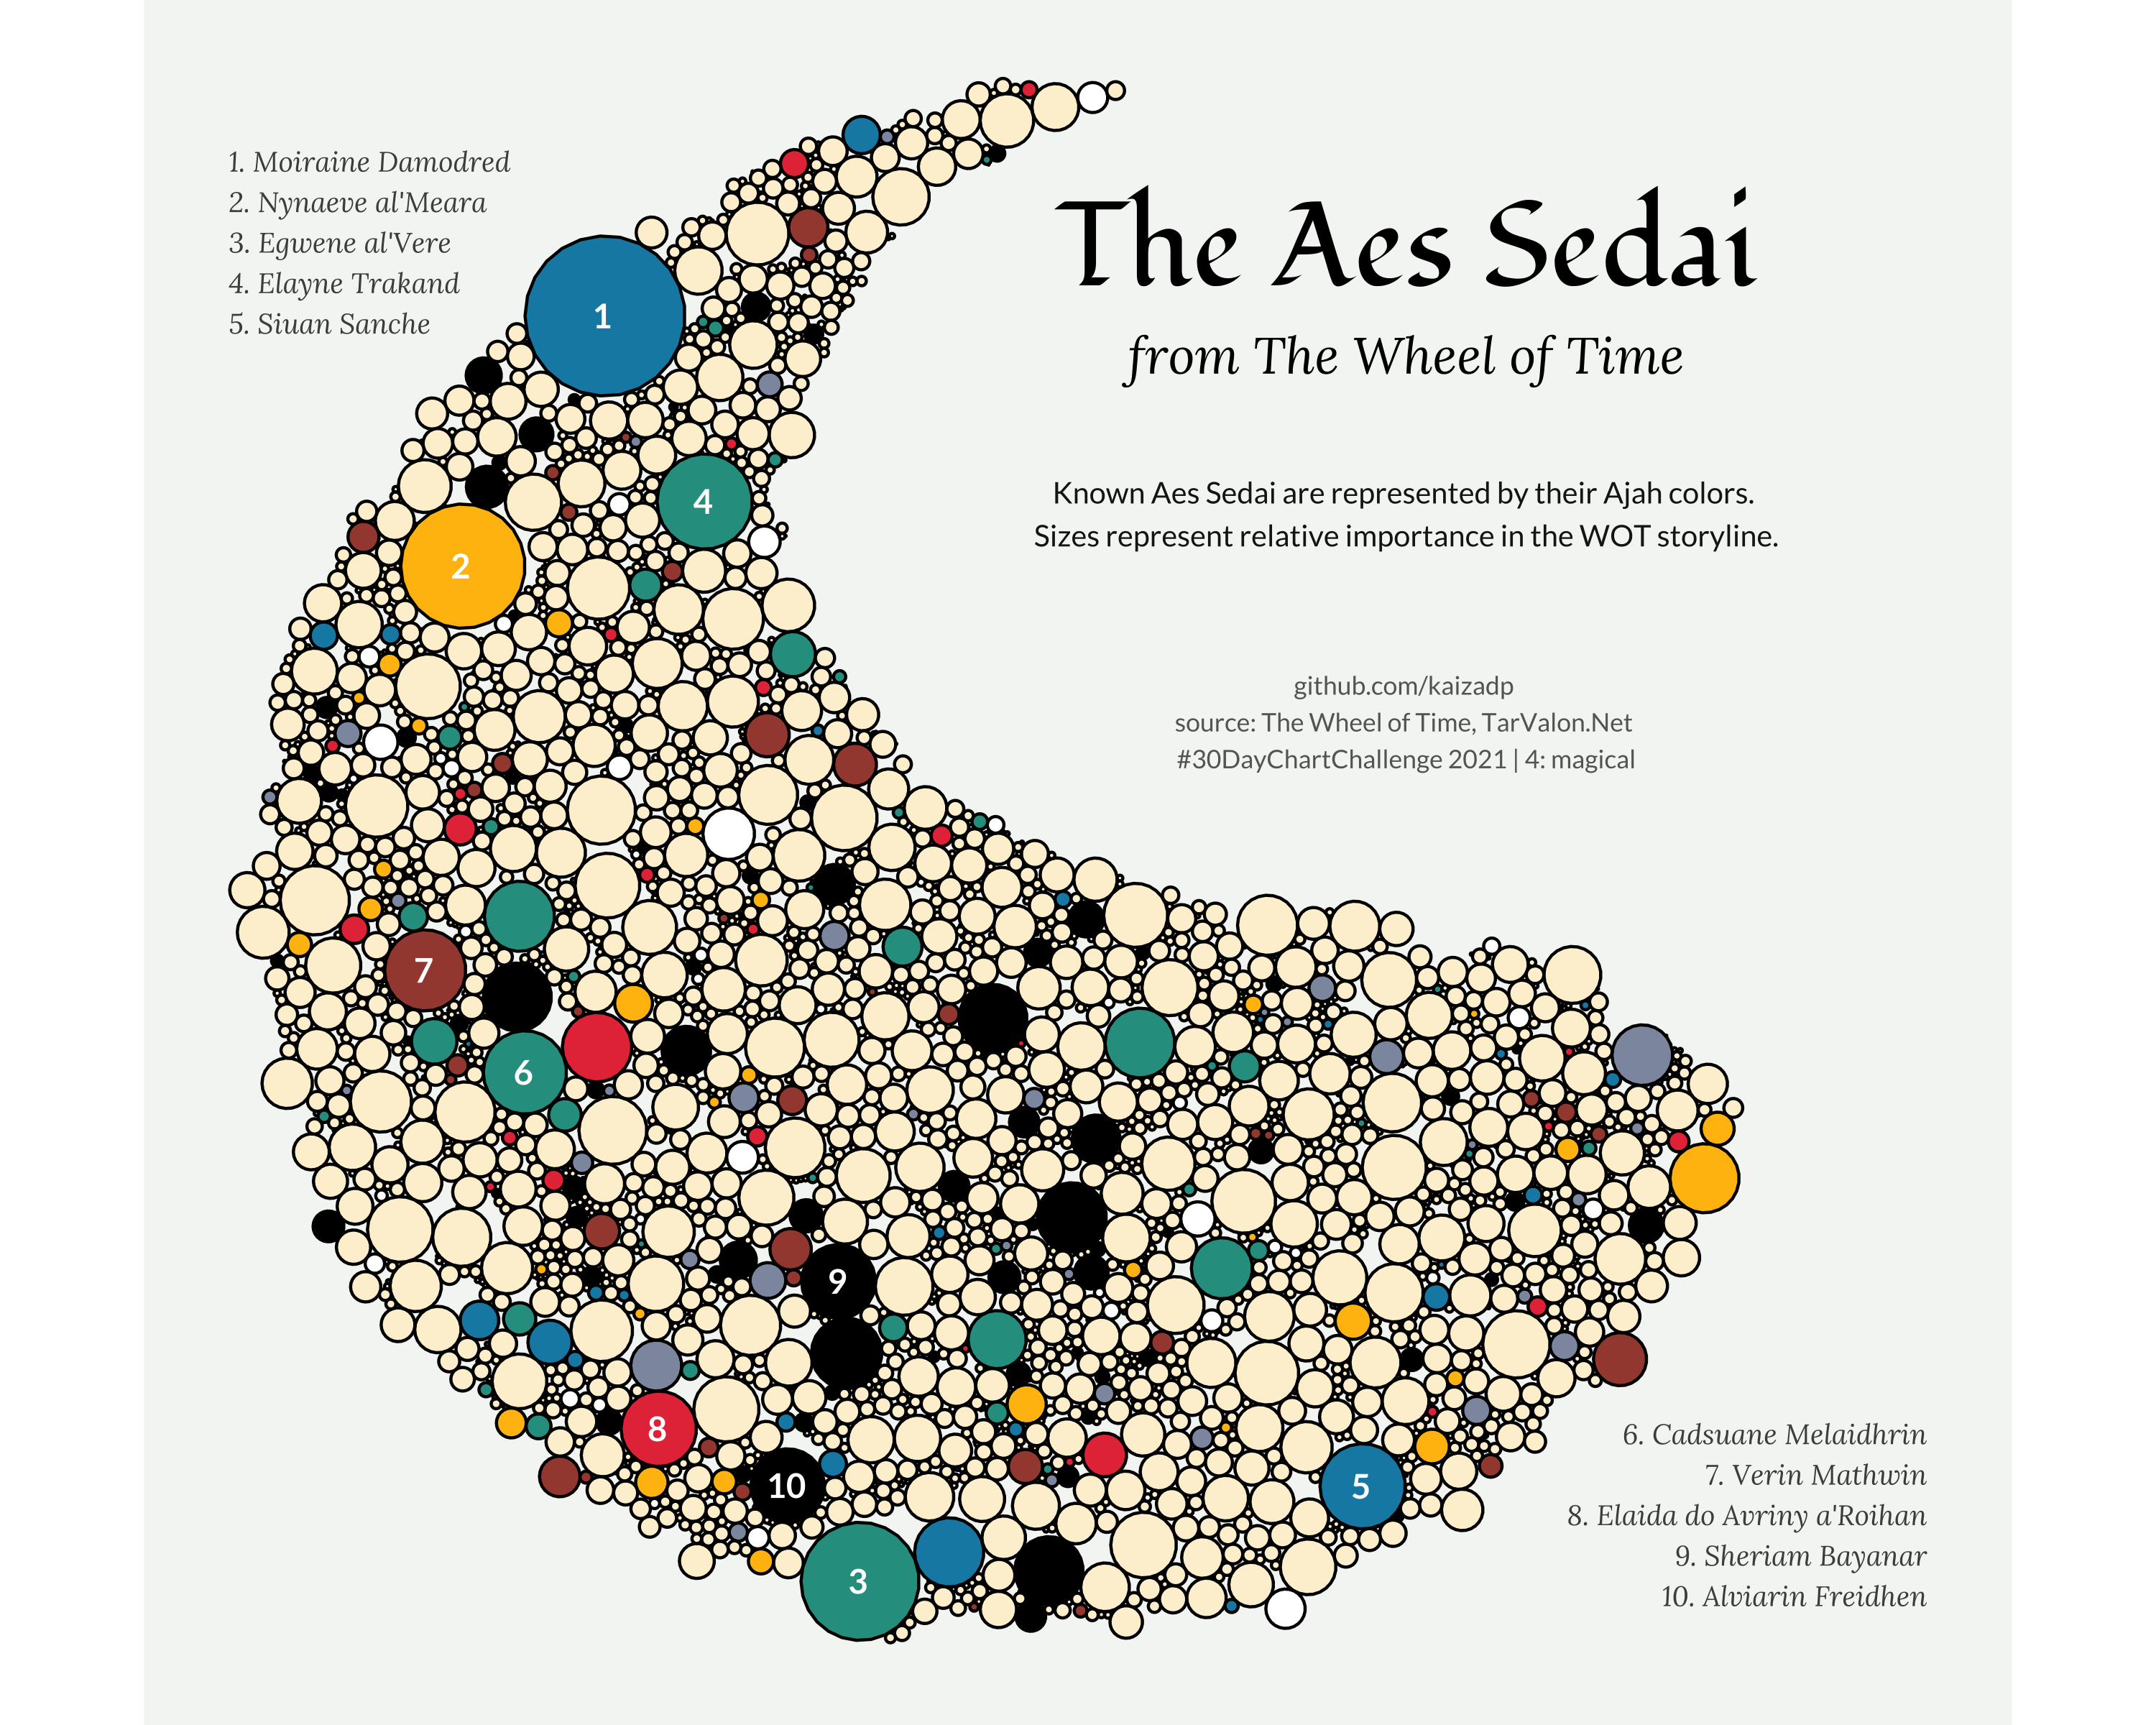 The Aes Sedai
from The Wheel of Time
1. Moiraine Damodred
2. Nynaeve al'Meara
3. Egwene al'Vere
4. Elayne Trakand
5. Siuan Sanche
Known Aes Sedai are represented by their Ajah colors.
Sizes represent relative importance in the WOT storyline.
github.com/kaizadp
source: The Wheel of Time, TarValon.Net
#30DayChartChallenge 2021 | 4: magical
1
4
2
7
6
9
8
10
5
3
6. Cadsuane Melaidhrin
7. Verin Mathwin
8. Elaida do Avriny a'Roihan
9. Sheriam Bayanar
10. Alviarin Freidhen